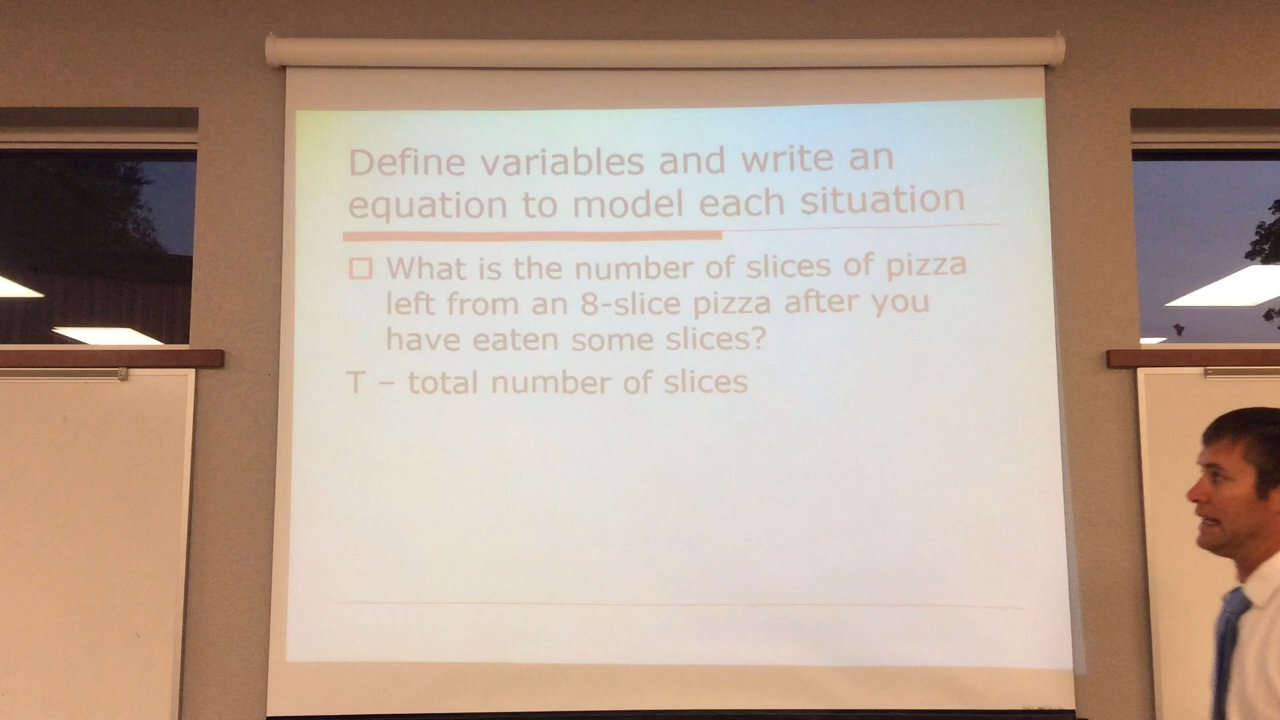 Define variables and write an
equation to model each situation
What is the number of slices of pizza
left from an 8-slice pizza after you
have eaten some slices?
T – total number of slices